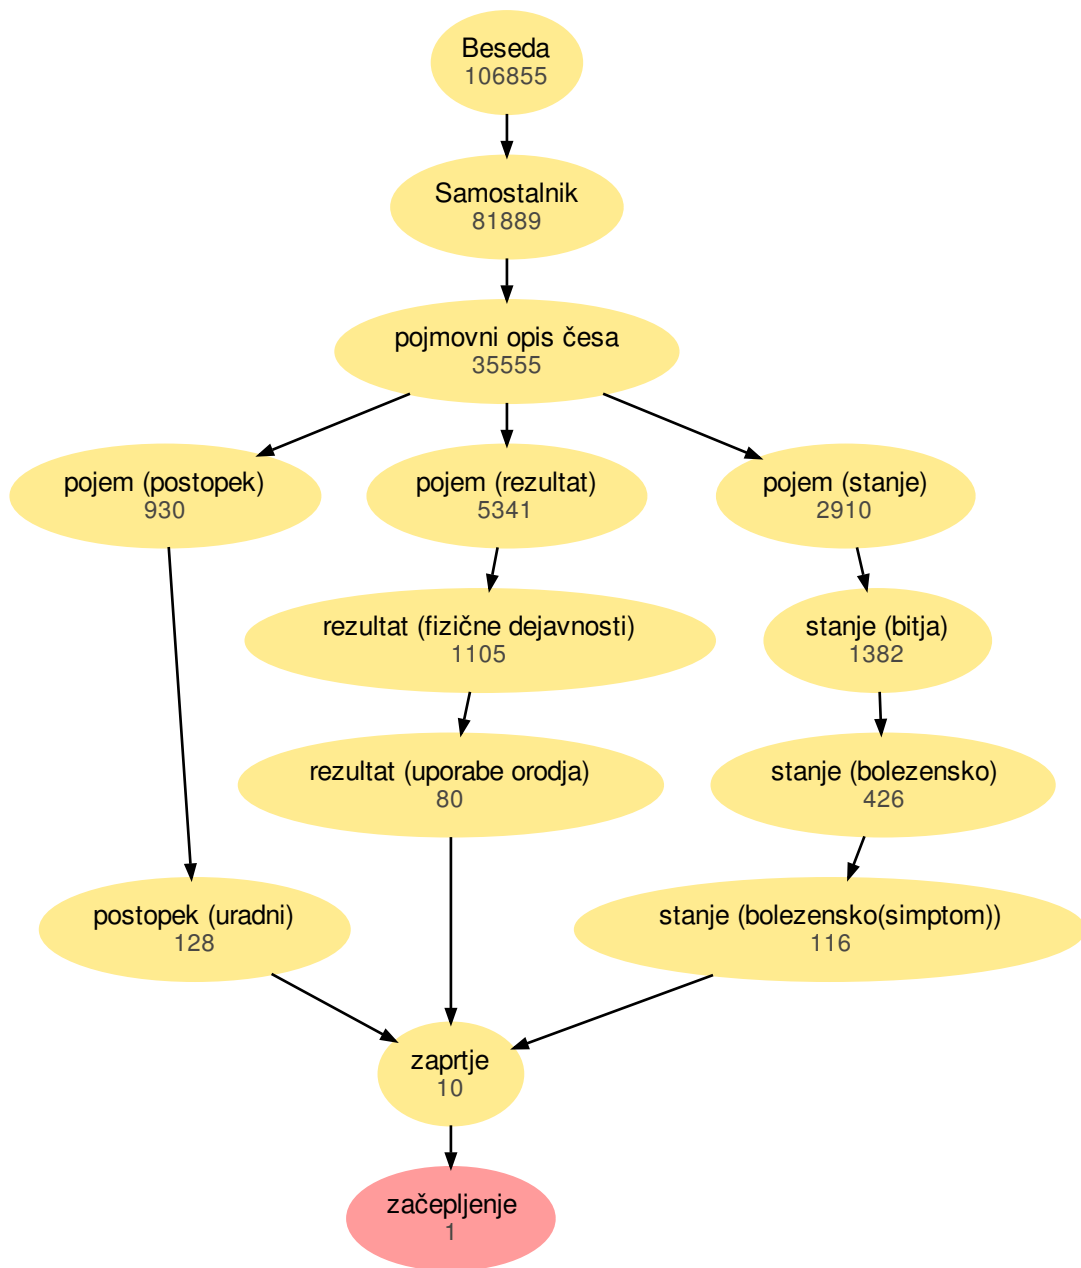 Beseda
106855
Samostalnik
81889
pojmovni opis česa
35555
pojem (postopek)
930
pojem (rezultat)
5341
pojem (stanje)
2910
rezultat (fizične dejavnosti)
1105
stanje (bitja)
1382
rezultat (uporabe orodja)
80
stanje (bolezensko)
426
postopek (uradni)
128
stanje (bolezensko(simptom))
116
zaprtje
10
začepljenje
1